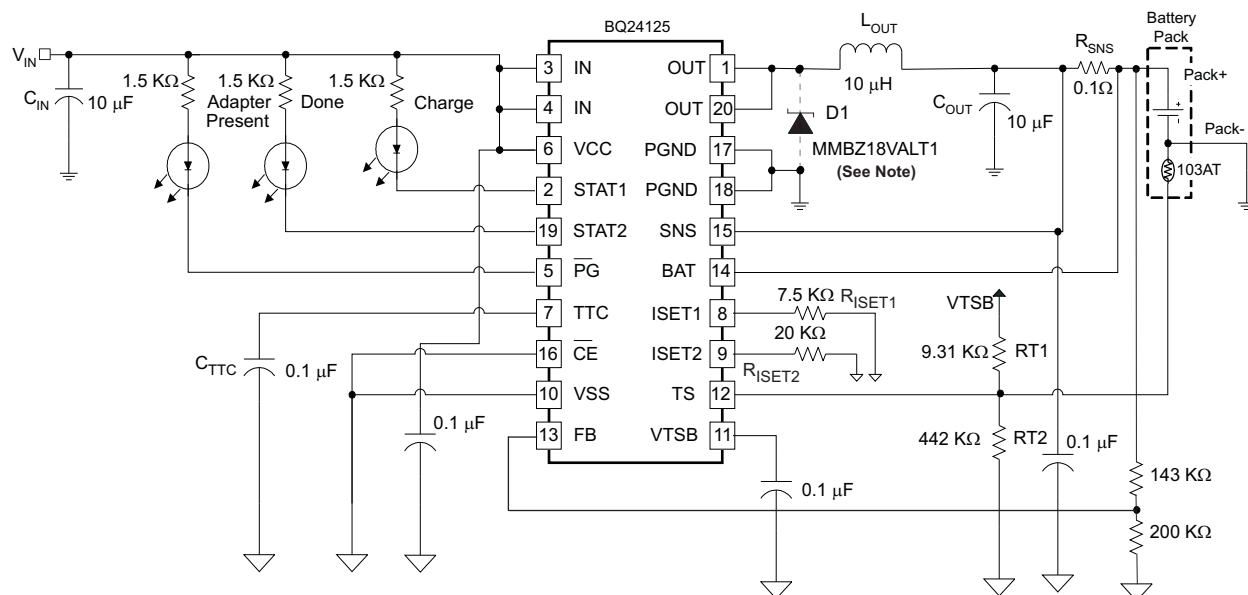 BQ24125
V_IN
C_IN
10 μF
1.5 KΩ
Adapter
Present
1.5 KΩ
Done
1.5 KΩ
Charge
3 IN
4 IN
6 VCC
2 STAT1
19 STAT2
5 P̅G̅
7 TTC
16 C̅E̅
10 VSS
13 FB
OUT 1
OUT 20
PGND 17
PGND 18
SNS 15
BAT 14
ISET1 8
ISET2 9
TS 12
VTSB 11
L_OUT
10 μH
D1
MMBZ18VALT1
(See Note)
C_OUT
10 μF
R_SNS
0.1Ω
Battery
Pack
Pack+
+
-
Pack-
103AT
7.5 KΩ
R_ISET1
20 KΩ
R_ISET2
VTSB
9.31 KΩ
RT1
442 KΩ
RT2
0.1 μF
143 KΩ
200 KΩ
C_TTC
0.1 μF
0.1 μF
0.1 μF